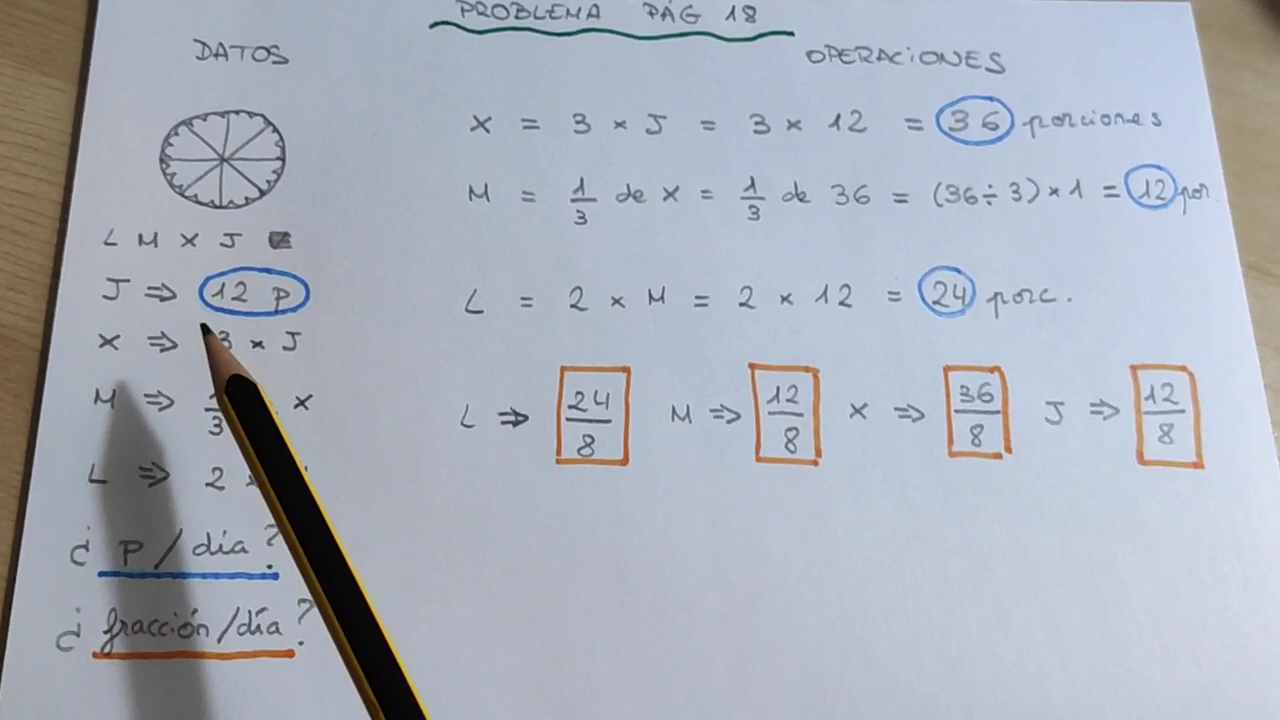 PROBLEMA PÁG 18
DATOS
L M X J
J ⇒ 12 P
X ⇒ 3 × J
M ⇒ 1/3 X
L ⇒ 2 ×
¿ P / día ?
¿ fracción / día ?
OPERACIONES
X = 3 × J = 3 × 12 = 36 porciones
M = 1/3 de X = 1/3 de 36 = (36 ÷ 3) × 1 = 12 por.
L = 2 × M = 2 × 12 = 24 porc.
L ⇒ 24/8 M ⇒ 12/8 X ⇒ 36/8 J ⇒ 12/8